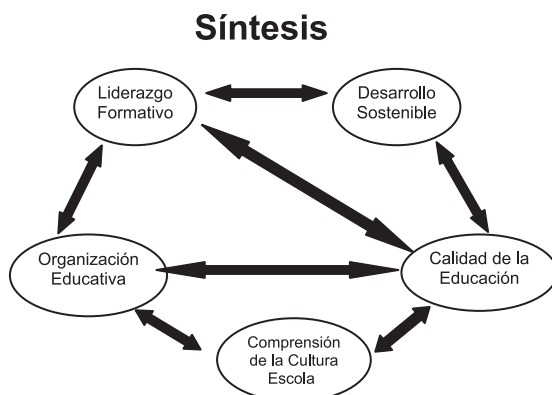 Síntesis
Liderazgo
Formativo
Desarrollo
Sostenible
Organización
Educativa
Calidad de la
Educación
Comprensión
de la Cultura
Escola